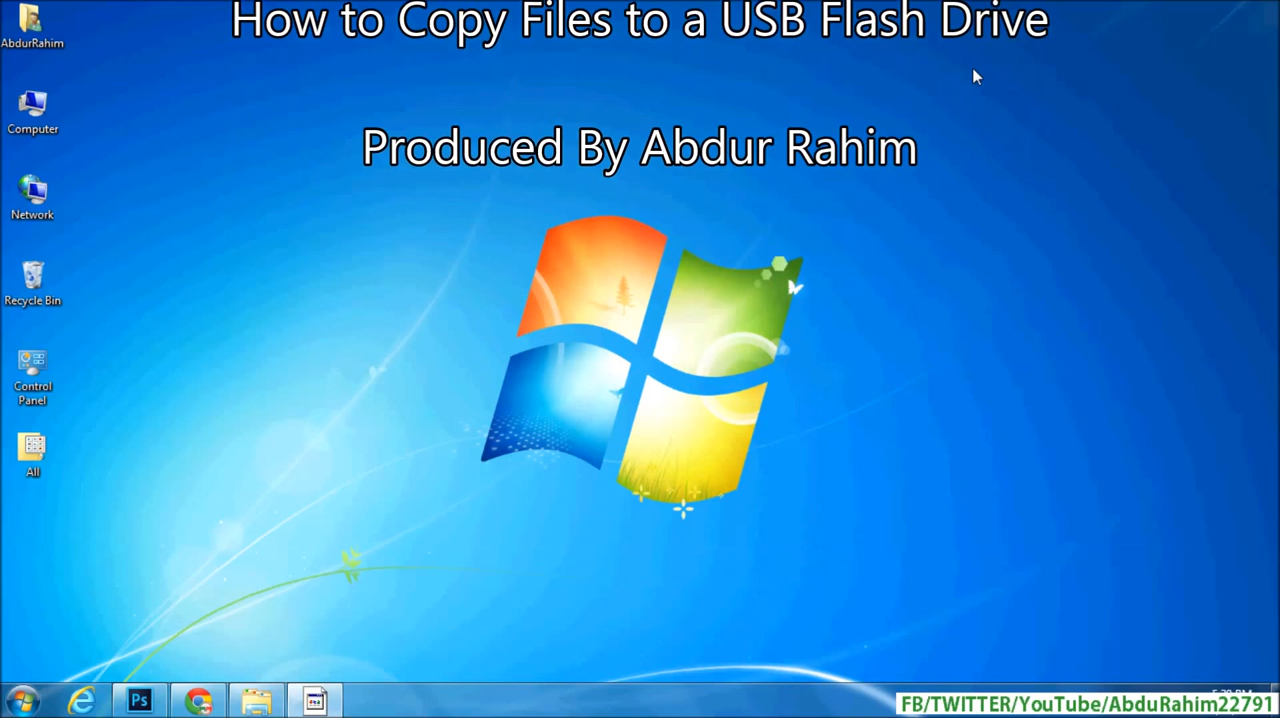 How to Copy Files to a USB Flash Drive
AbdurRahim
Computer
Produced By Abdur Rahim
Network
Recycle Bin
Control
Panel
All
Ps
FB/TWITTER/YouTube/AbduRahim22791